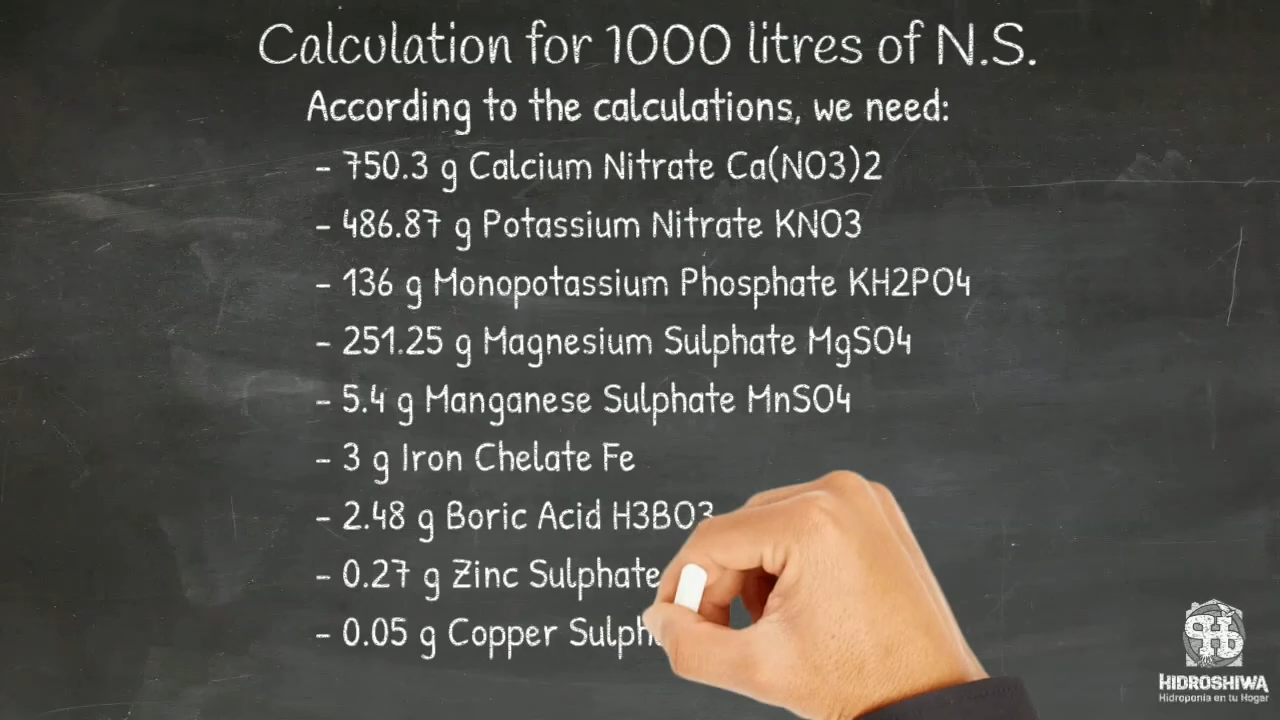 Calculation for 1000 litres of N.S.
According to the calculations, we need:
- 750.3 g Calcium Nitrate Ca(NO3)2
- 486.87 g Potassium Nitrate KNO3
- 136 g Monopotassium Phosphate KH2PO4
- 251.25 g Magnesium Sulphate MgSO4
- 5.4 g Manganese Sulphate MnSO4
- 3 g Iron Chelate Fe
- 2.48 g Boric Acid H3BO3
- 0.27 g Zinc Sulphate
- 0.05 g Copper
HIDROSHIWA
Hidroponia en tu Hogar